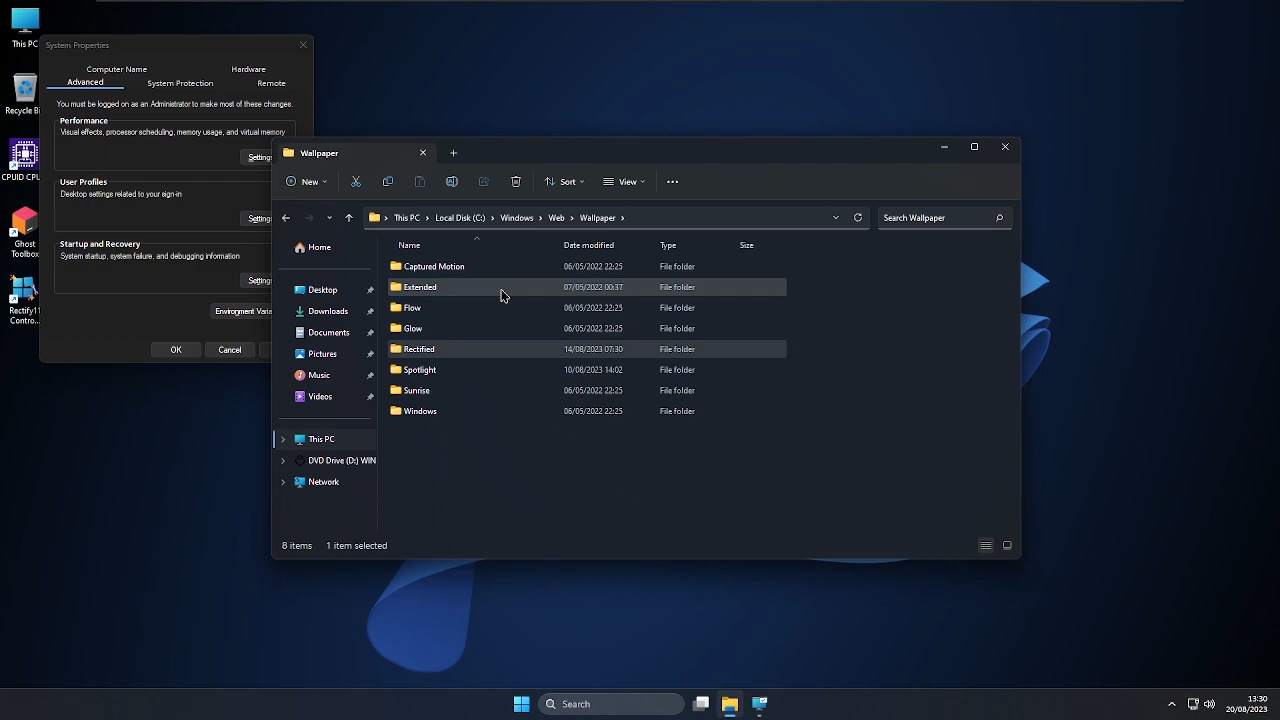 This PC
Recycle Bi
CPUID CPU
Ghost
Toolbox
Rectify11
Contro...
System Properties
Computer Name Hardware
Advanced System Protection Remote
You must be logged on as an Administrator to make most of these changes.
Performance
Visual effects, processor scheduling, memory usage, and virtual memory
Settings
User Profiles
Desktop settings related to your sign-in
Settings
Startup and Recovery
System startup, system failure, and debugging information
Settings
Environment Varia
OK Cancel
Wallpaper
New Sort View
This PC > Local Disk (C:) > Windows > Web > Wallpaper >
Search Wallpaper
Home
Desktop
Downloads
Documents
Pictures
Music
Videos
This PC
DVD Drive (D:) WIN
Network
Name Date modified Type Size
Captured Motion 06/05/2022 22:25 File folder
Extended 07/05/2022 00:37 File folder
Flow 06/05/2022 22:25 File folder
Glow 06/05/2022 22:25 File folder
Rectified 14/08/2023 07:30 File folder
Spotlight 10/08/2023 14:02 File folder
Sunrise 06/05/2022 22:25 File folder
Windows 06/05/2022 22:25 File folder
8 items 1 item selected
Search
13:30
20/08/2023